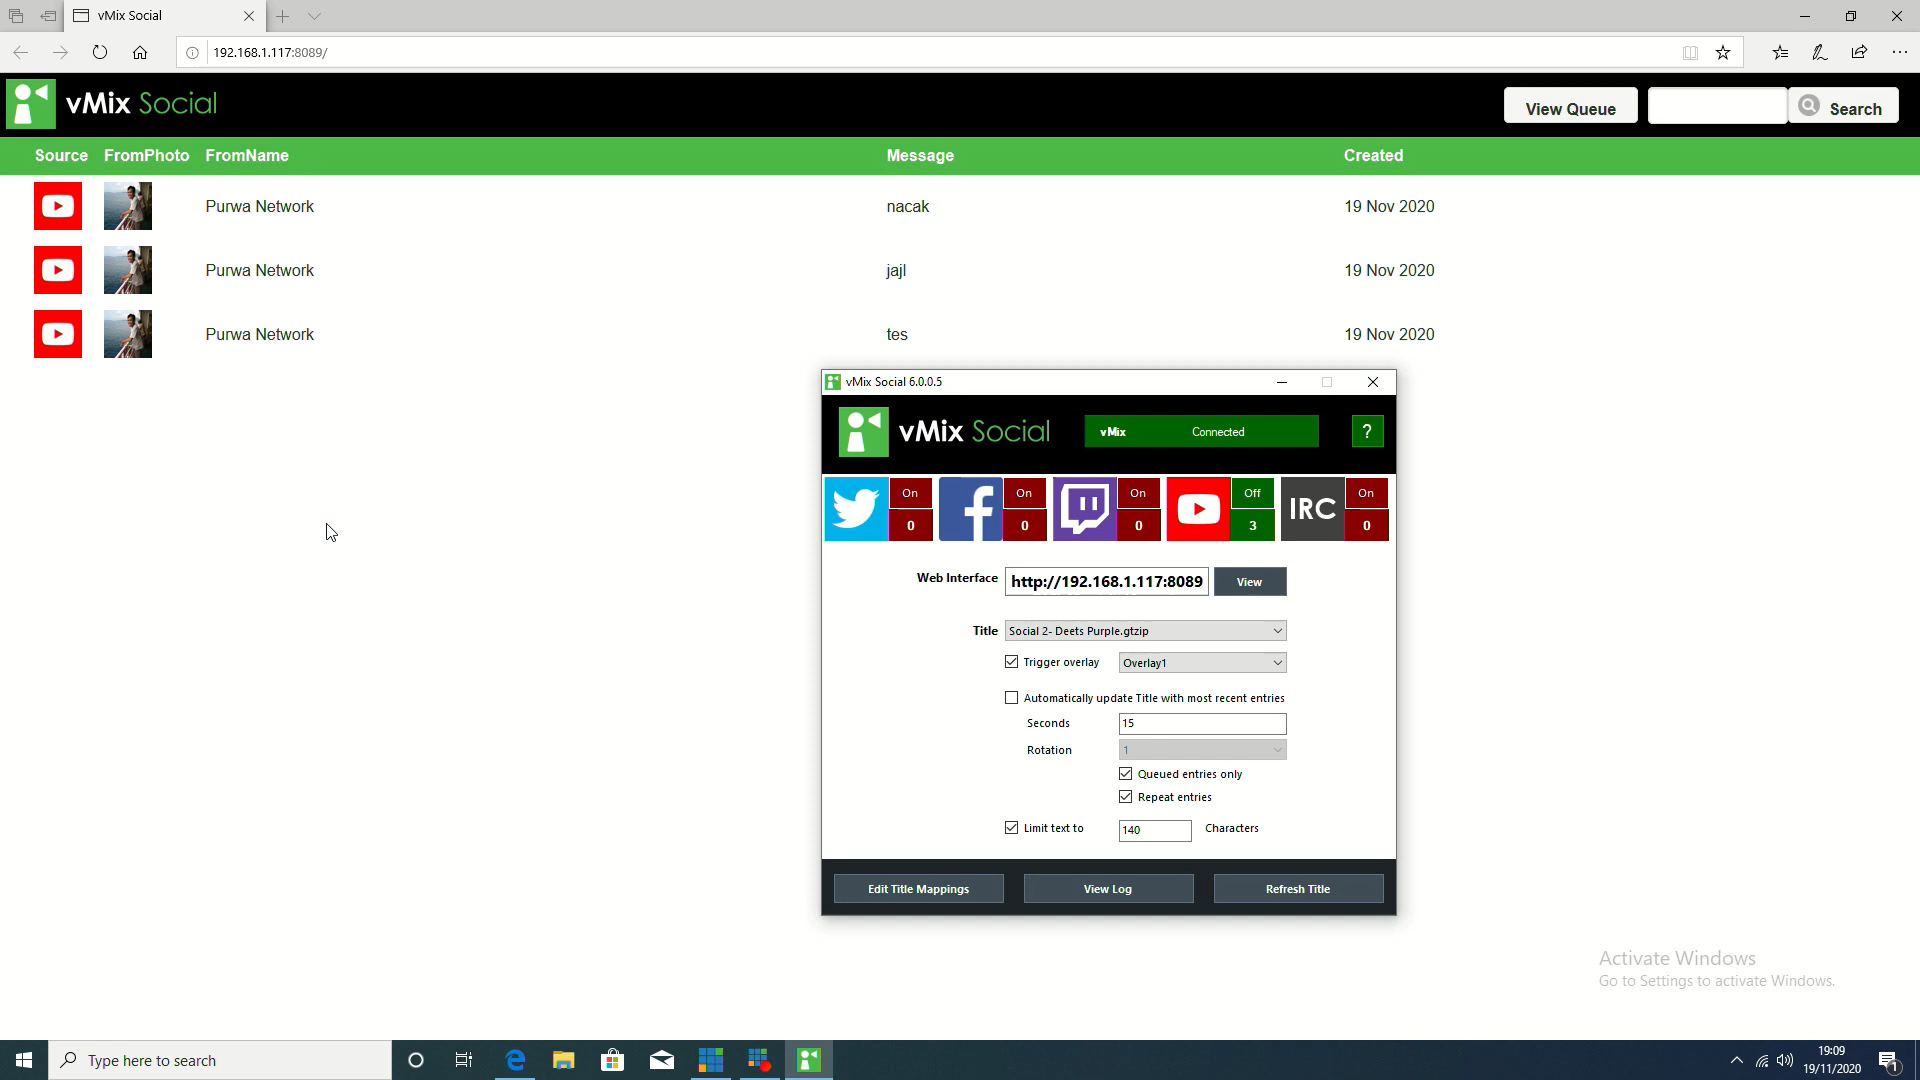 vMix Social
192.168.1.117:8089/
vMix Social
View Queue
Search
Source FromPhoto FromName Message Created
Purwa Network nacak 19 Nov 2020
Purwa Network jajl 19 Nov 2020
Purwa Network tes 19 Nov 2020
vMix Social 6.0.0.5
vMix Social
vMix Connected
?
On On On Off IRC On
0 0 0 3 0
Web Interface http://192.168.1.117:8089 View
Title Social 2- Deets Purple.gtzip
Trigger overlay Overlay1
Automatically update Title with most recent entries
Seconds 15
Rotation 1
Queued entries only
Repeat entries
Limit text to 140 Characters
Edit Title Mappings View Log Refresh Title
Activate Windows
Go to Settings to activate Windows.
Type here to search
19:09
19/11/2020
1